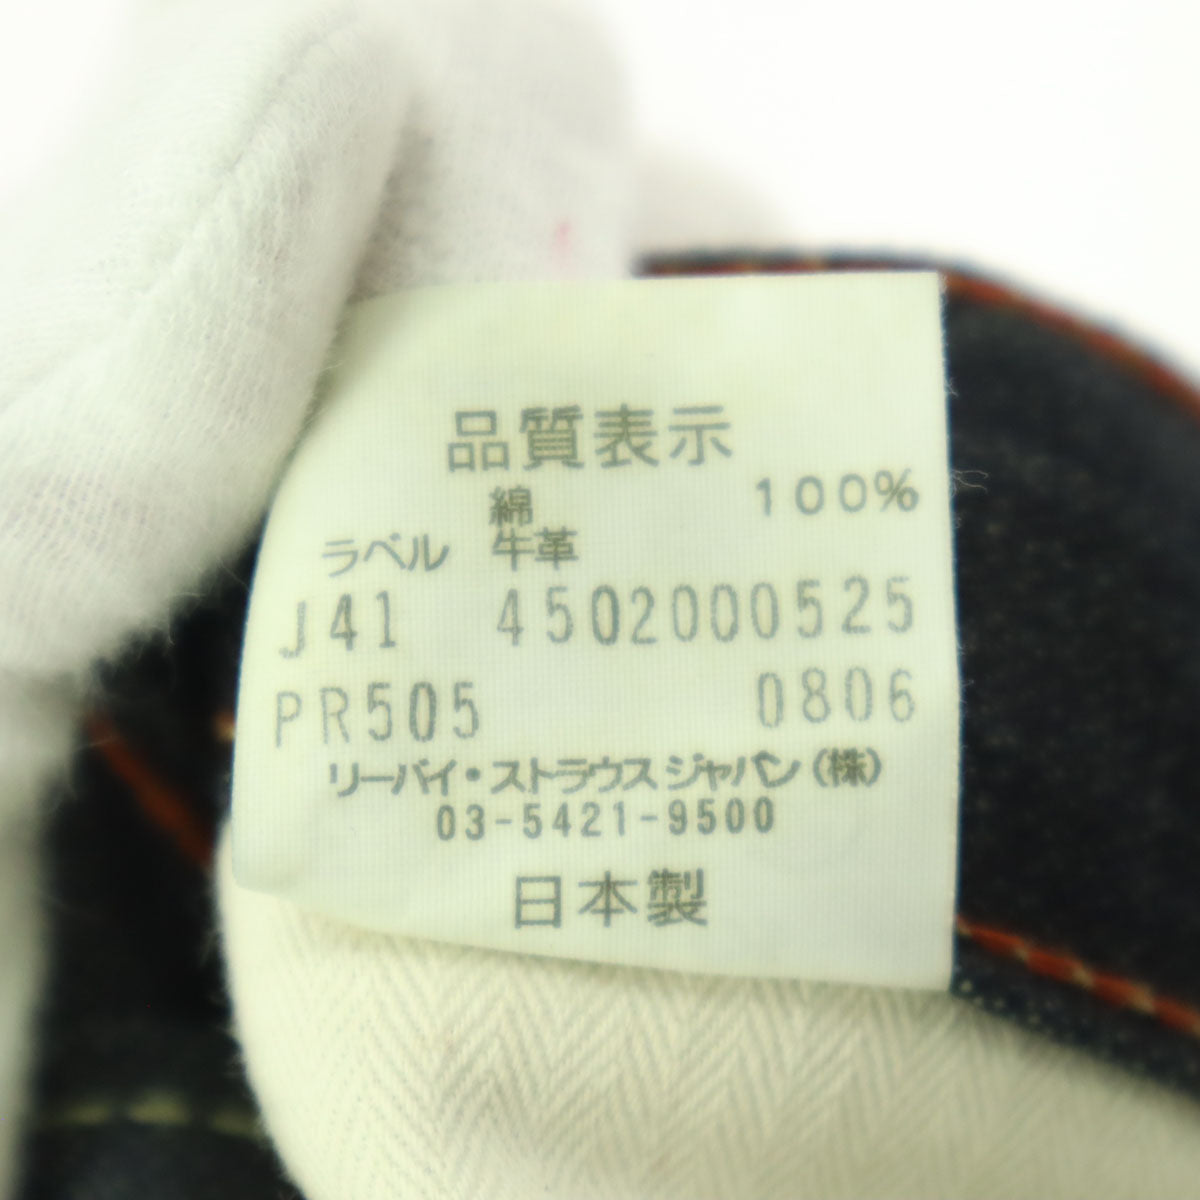 品質表示
綿 100%
ラベル 牛革
J41 4502000525
PR505 0806
リーバイ・ストラウス ジャパン(株)
03-5421-9500
日本製